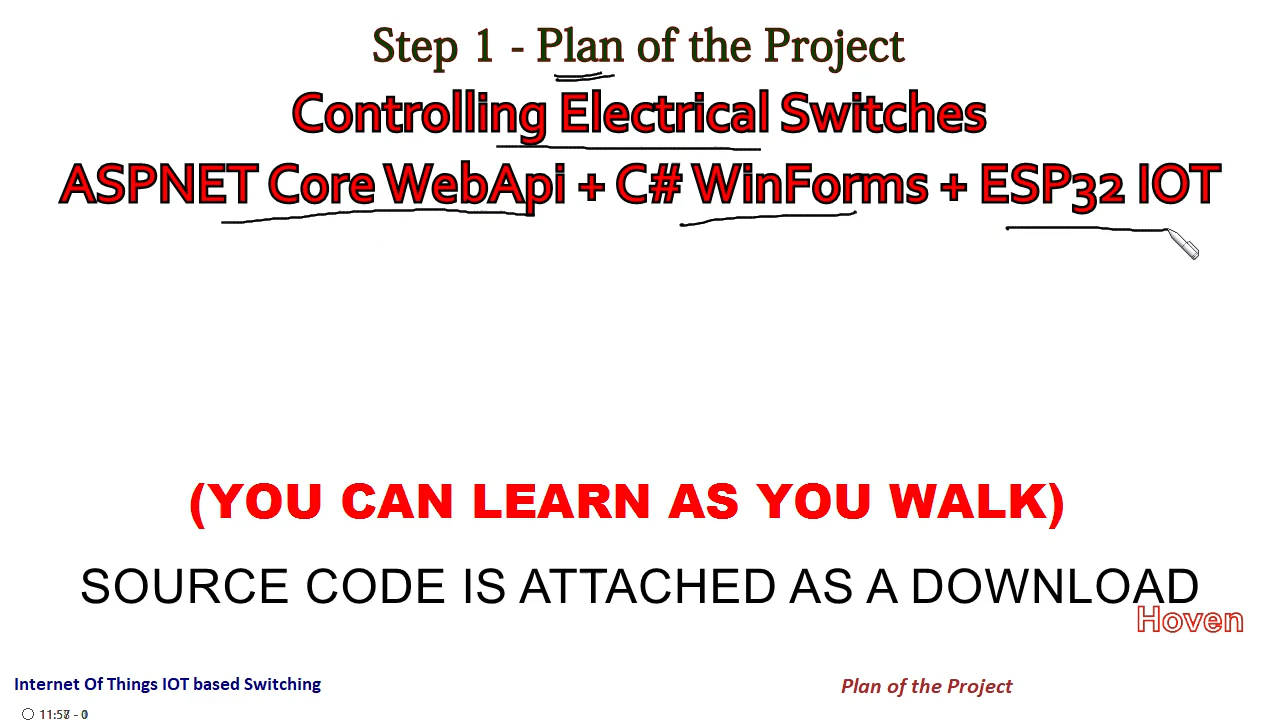 Step 1 - Plan of the Project
Controlling Electrical Switches
ASPNET Core WebApi + C# WinForms + ESP32 IOT
(YOU CAN LEARN AS YOU WALK)
SOURCE CODE IS ATTACHED AS A DOWNLOAD
Hoven
Internet Of Things IOT based Switching
Plan of the Project